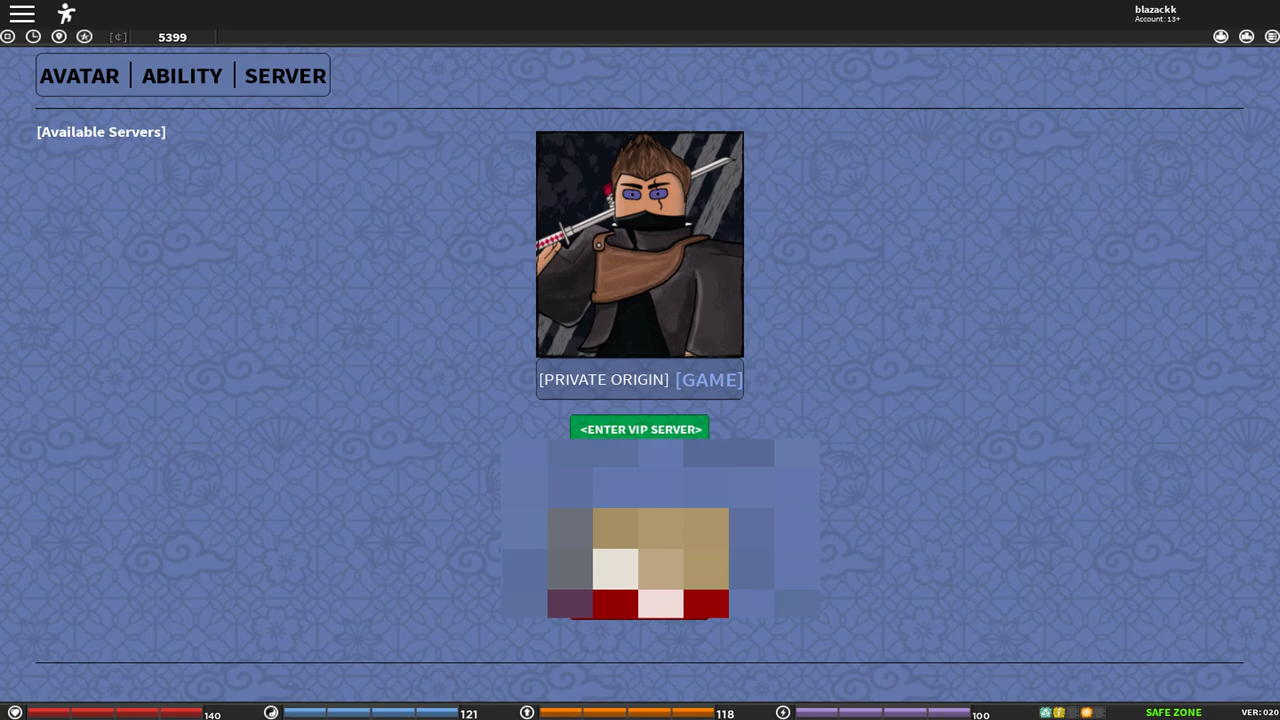 blazackk
Account: 13+
[¢] 5399
AVATAR | ABILITY | SERVER
[Available Servers]
[PRIVATE ORIGIN] [GAME]
<ENTER VIP SERVER>
140 121 118 100 SAFE ZONE VER: 020